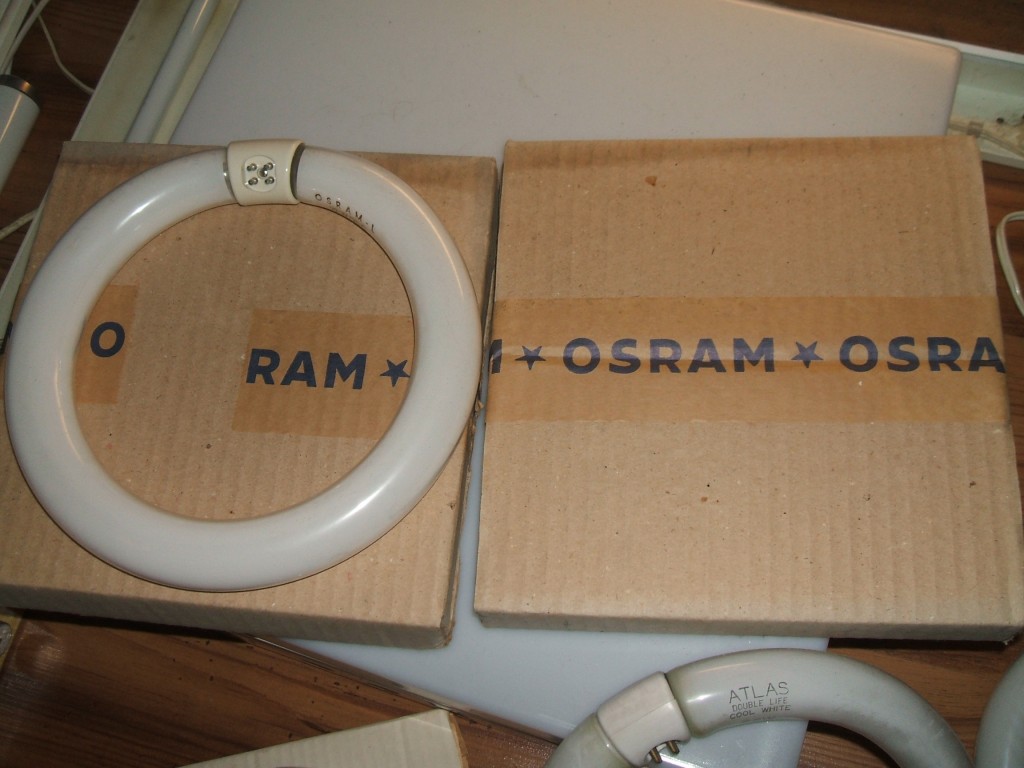 OSRAM-L
O
RAM ★
M ★ OSRAM ★ OSRA
ATLAS
DOUBLE LIFE
COOL WHITE